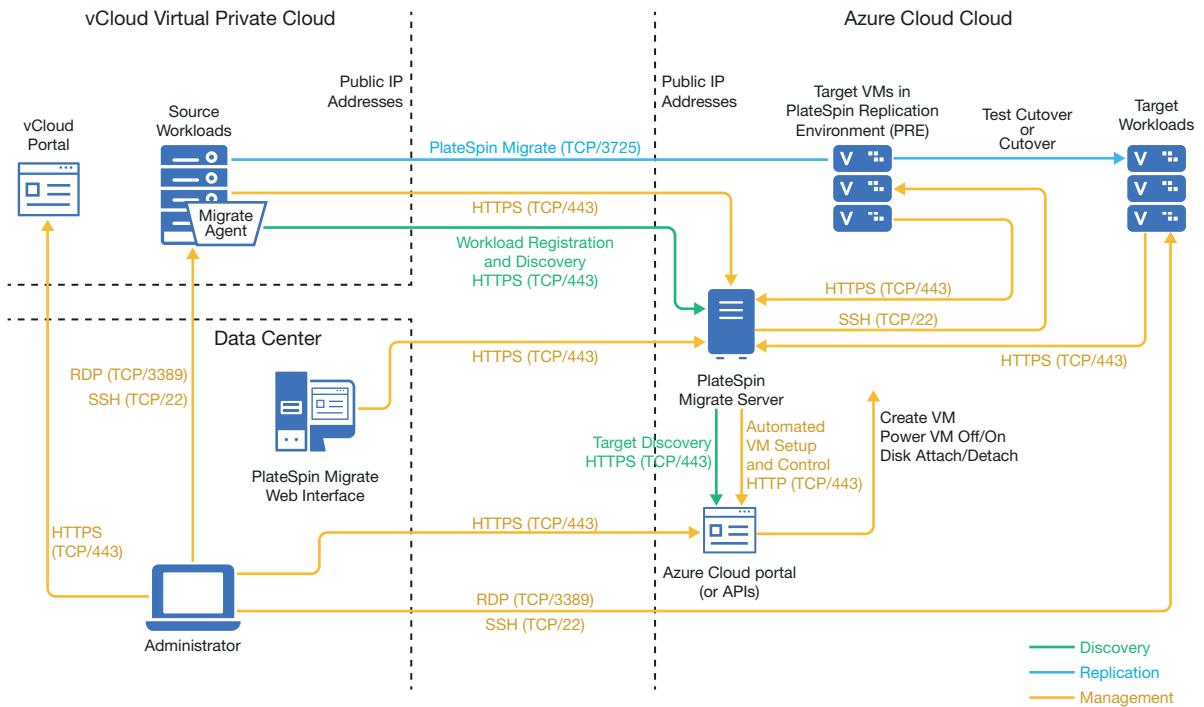 vCloud Virtual Private Cloud
Azure Cloud Cloud
Public IP
Addresses
Public IP
Addresses
vCloud
Portal
Source
Workloads
Migrate
Agent
PlateSpin Migrate (TCP/3725)
HTTPS (TCP/443)
Workload Registration
and Discovery
HTTPS (TCP/443)
Target VMs in
PlateSpin Replication
Environment (PRE)
Test Cutover
or
Cutover
Target
Workloads
V
V
V
V
V
V
HTTPS (TCP/443)
SSH (TCP/22)
HTTPS (TCP/443)
Data Center
RDP (TCP/3389)
SSH (TCP/22)
HTTPS (TCP/443)
PlateSpin Migrate
Web Interface
PlateSpin
Migrate Server
Target Discovery
HTTPS (TCP/443)
Automated
VM Setup
and Control
HTTP (TCP/443)
Create VM
Power VM Off/On
Disk Attach/Detach
HTTPS
(TCP/443)
HTTPS (TCP/443)
Azure Cloud portal
(or APIs)
RDP (TCP/3389)
SSH (TCP/22)
Administrator
Discovery
Replication
Management